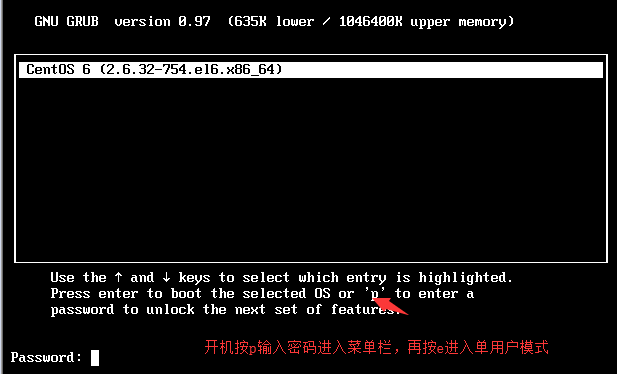 GNU GRUB  version 0.97  (635K lower / 1046400K upper memory)
CentOS 6 (2.6.32-754.el6.x86_64)
Use the ↑ and ↓ keys to select which entry is highlighted.
Press enter to boot the selected OS or 'p' to enter a
password to unlock the next set of features.
Password:
开机按p输入密码进入菜单栏，再按e进入单用户模式